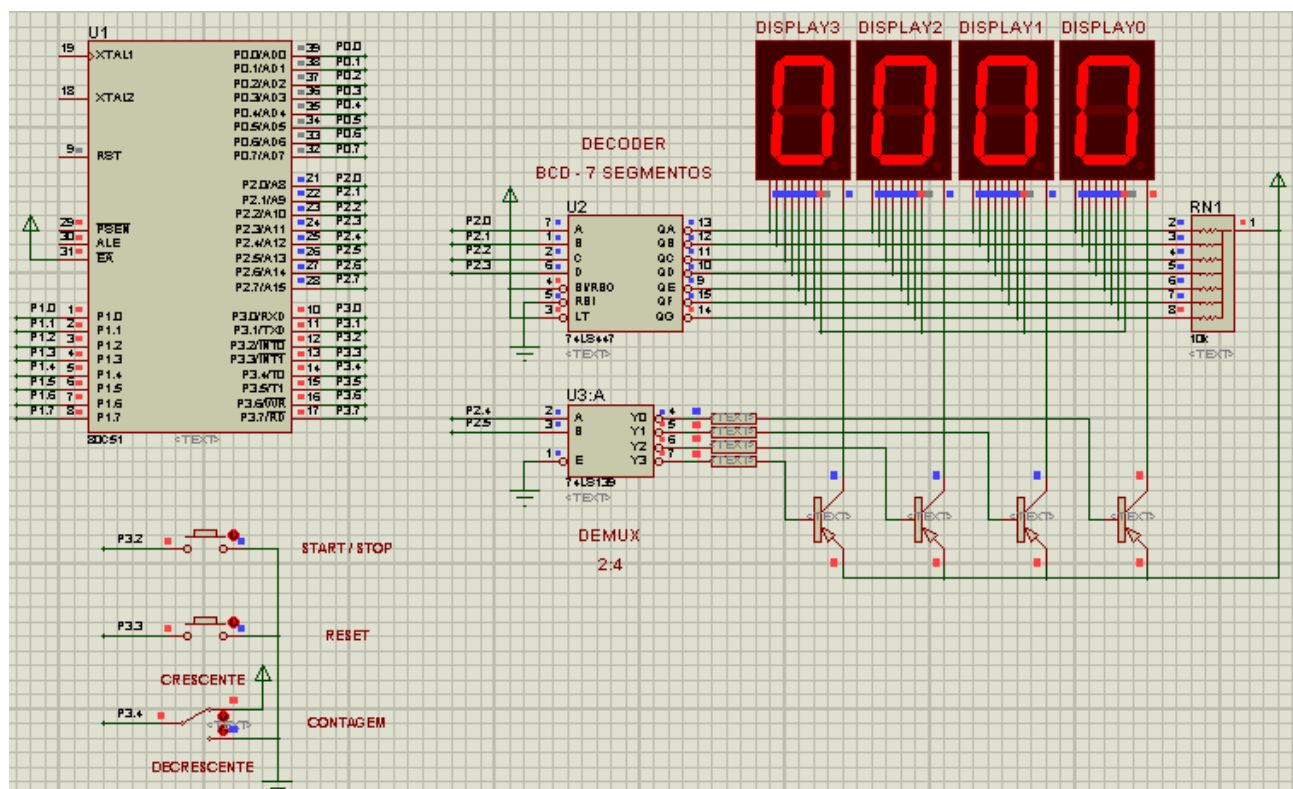 U1
19 XTAL1
18 XTAL2
9 RST
29 PSEN
30 ALE
31 EA
P1.0 1 P1.0
P1.1 2 P1.1
P1.2 3 P1.2
P1.3 4 P1.3
P1.4 5 P1.4
P1.5 6 P1.5
P1.6 7 P1.6
P1.7 8 P1.7
P0.0/AD0 39 P0.0
P0.1/AD1 38 P0.1
P0.2/AD2 37 P0.2
P0.3/AD3 36 P0.3
P0.4/AD4 35 P0.4
P0.5/AD5 34 P0.5
P0.6/AD6 33 P0.6
P0.7/AD7 32 P0.7
P2.0/A8 21 P2.0
P2.1/A9 22 P2.1
P2.2/A10 23 P2.2
P2.3/A11 24 P2.3
P2.4/A12 25 P2.4
P2.5/A13 26 P2.5
P2.6/A14 27 P2.6
P2.7/A15 28 P2.7
P3.0/RXD 10 P3.0
P3.1/TXD 11 P3.1
P3.2/INT0 12 P3.2
P3.3/INT1 13 P3.3
P3.4/T0 14 P3.4
P3.5/T1 15 P3.5
P3.6/WR 16 P3.6
P3.7/RD 17 P3.7
80C51 <TEXT>
DISPLAY3 DISPLAY2 DISPLAY1 DISPLAY0
0 0 0 0
DECODER
BCD - 7 SEGMENTOS
U2
P2.0 7 A QA 13
P2.1 1 B QB 12
P2.2 2 C QC 11
P2.3 6 D QD 10
4 BI/RBO QE 9
5 RBI QF 15
3 LT QG 14
74LS447
<TEXT>
RN1
1
2
3
4
5
6
7
8
10k
<TEXT>
U3:A
P2.4 2 A Y0 4 <TEXT>
P2.5 3 B Y1 5 <TEXT>
Y2 6 <TEXT>
1 E Y3 7 <TEXT>
74LS139
<TEXT>
<TEXT> <TEXT> <TEXT> <TEXT>
DEMUX
2:4
P3.2 START / STOP
P3.3 RESET
CRESCENTE
P3.4 <TEXT> CONTAGEM
DECRESCENTE